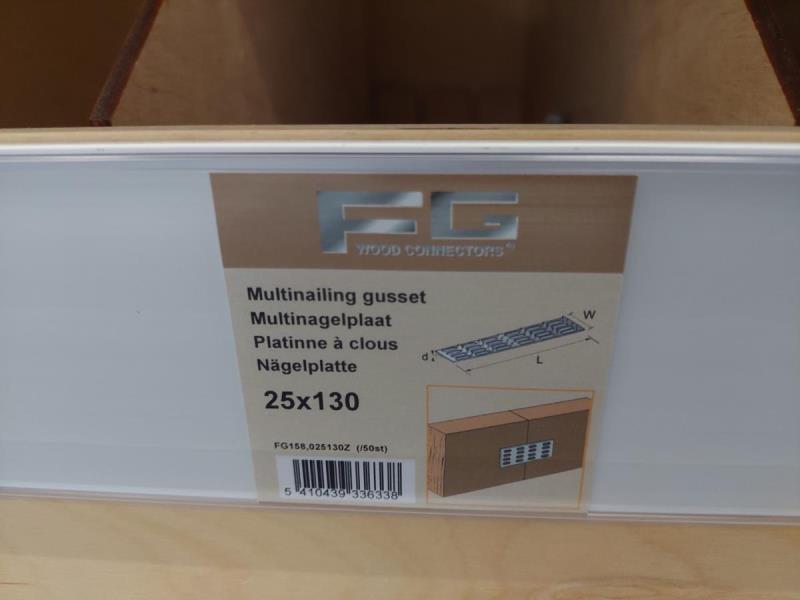 FG
WOOD CONNECTORS
Multinailing gusset
Multinagelplaat
Platinne à clous
Nägelplatte
25x130
FG158,025130Z (/50st)
5 410439 336338
W
d
L